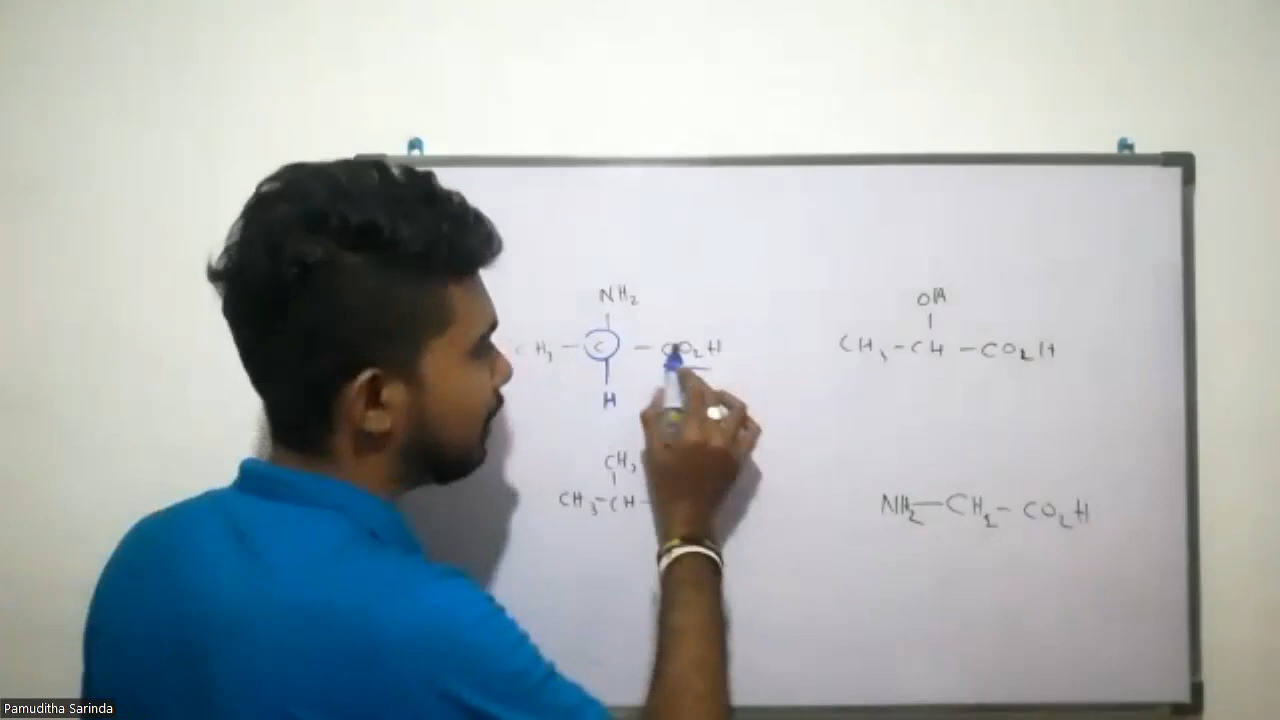 NH2
CH3 - C - CO2H
H
OH
CH3 - CH - CO2H
CH3
CH3 - CH -
NH2 - CH2 - CO2H
Pamuditha Sarinda